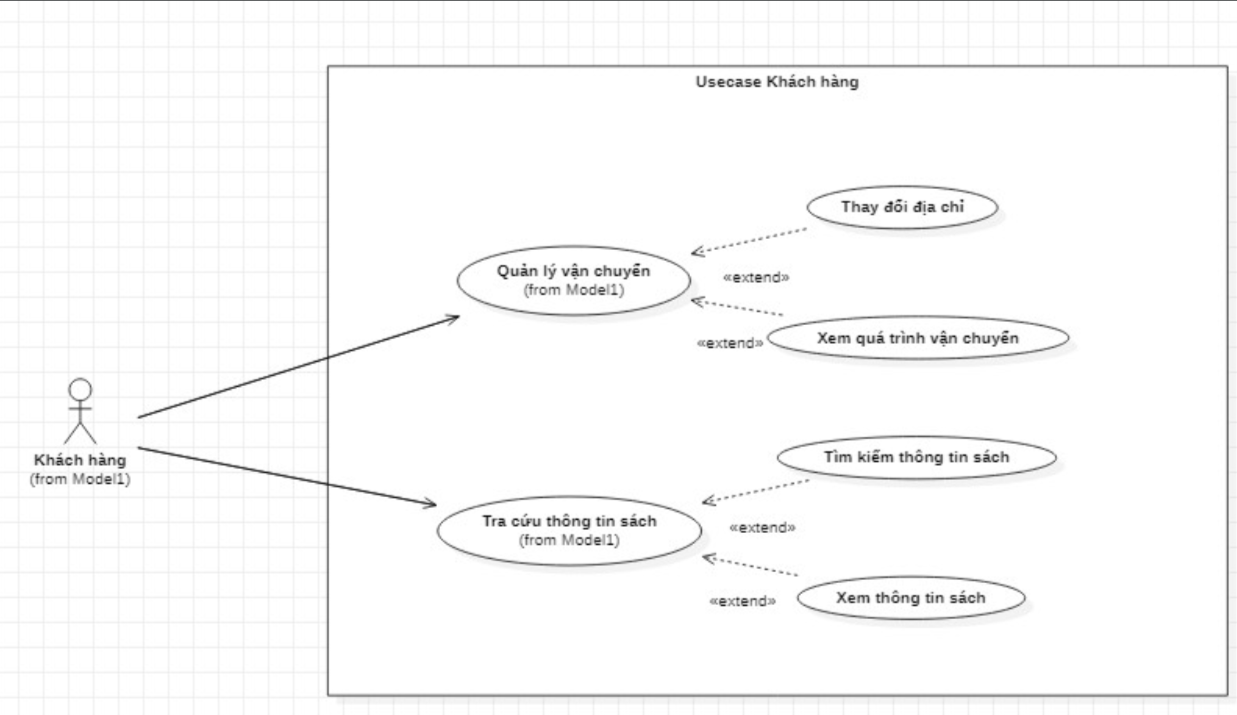 Usecase Khách hàng
Thay đổi địa chỉ
Quản lý vận chuyển
(from Model1)
«extend»
Xem quá trình vận chuyển
«extend»
Khách hàng
(from Model1)
Tìm kiếm thông tin sách
Tra cứu thông tin sách
(from Model1)
«extend»
Xem thông tin sách
«extend»